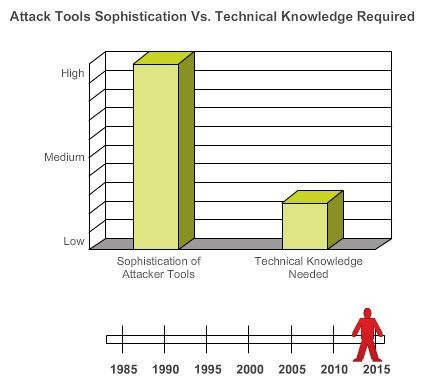 Attack Tools Sophistication Vs. Technical Knowledge Required
High
Medium
Low
Sophistication of
Attacker Tools
Technical Knowledge
Needed
1985 1990 1995 2000 2005 2010 2015